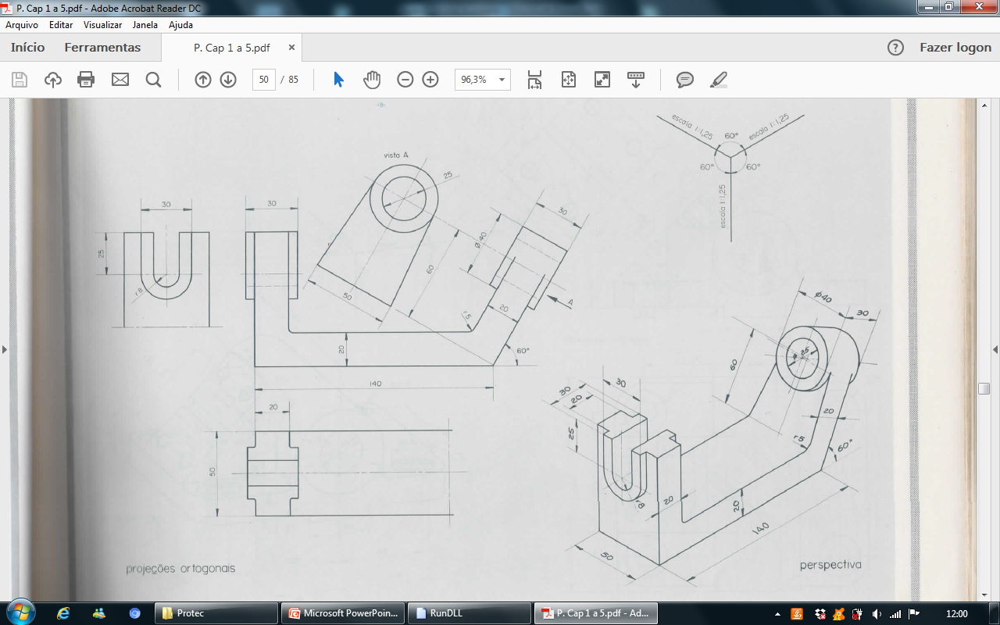 P. Cap 1 a 5.pdf - Adobe Acrobat Reader DC
Arquivo Editar Visualizar Janela Ajuda
Início Ferramentas P. Cap 1 a 5.pdf × ? Fazer logon
50 / 85 96,3%
escala 1:1,25
escala 1:1,25
60°
60°
60°
escala 1:1,25
vista A
25
30
30
25
r8
50
60
Ø 40
30
20
A
r5
60°
20
140
20
50
Ø40
30
60
25
20
r5
60°
30
30
20
25
r8
20
20
140
50
projeções ortogonais
perspectiva
Protec
Microsoft PowerPoin...
RunDLL
P. Cap 1 a 5.pdf - Ad...
12:00